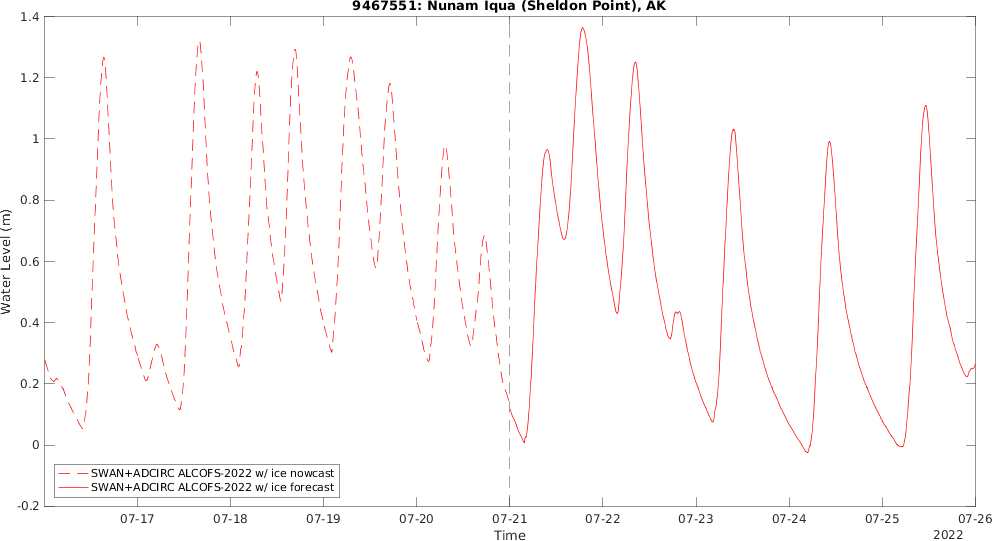 9467551: Nunam Iqua (Sheldon Point), AK
Water Level (m)
1.4
1.2
1
0.8
0.6
0.4
0.2
0
-0.2
SWAN+ADCIRC ALCOFS-2022 w/ ice nowcast
SWAN+ADCIRC ALCOFS-2022 w/ ice forecast
07-17 07-18 07-19 07-20 07-21 07-22 07-23 07-24 07-25 07-26
Time
2022